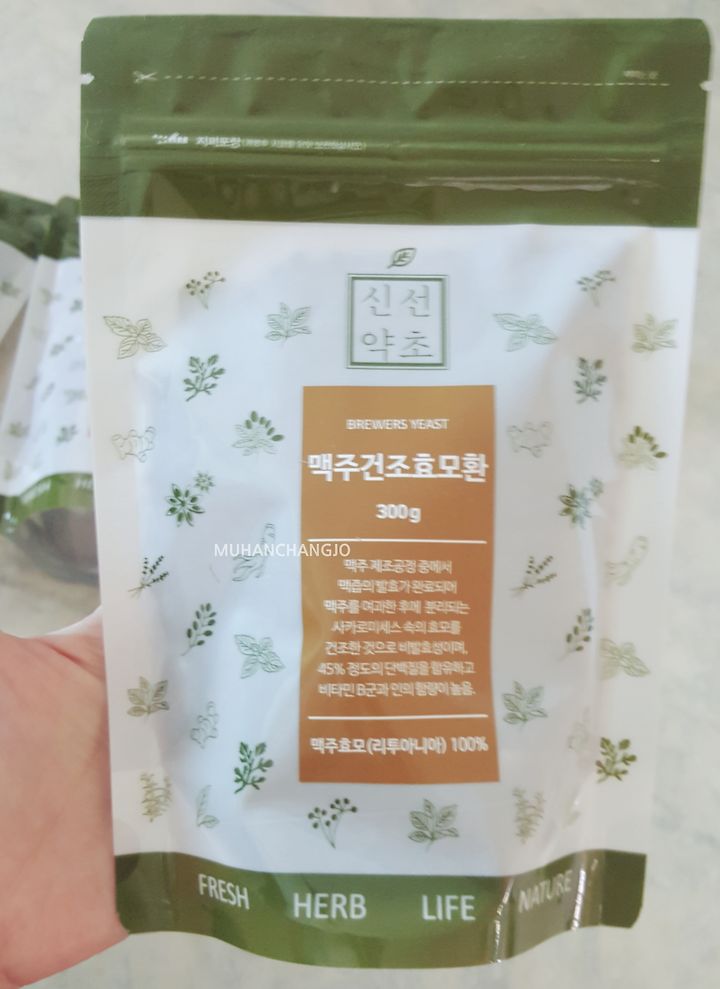 지퍼포장
신선
약초
BREWERS YEAST
맥주건조효모환
300g
MUHANCHANGJO
맥주 제조공정 중에서
맥즙의 발효가 완료되어
맥주를 여과한 후에 분리되는
사카로미세스 속의 효모를
건조한 것으로 비발효성이며,
45% 정도의 단백질을 함유하고
비타민 B군과 인의 함량이 높음.
맥주효모(리투아니아) 100%
FRESH HERB LIFE NATURE